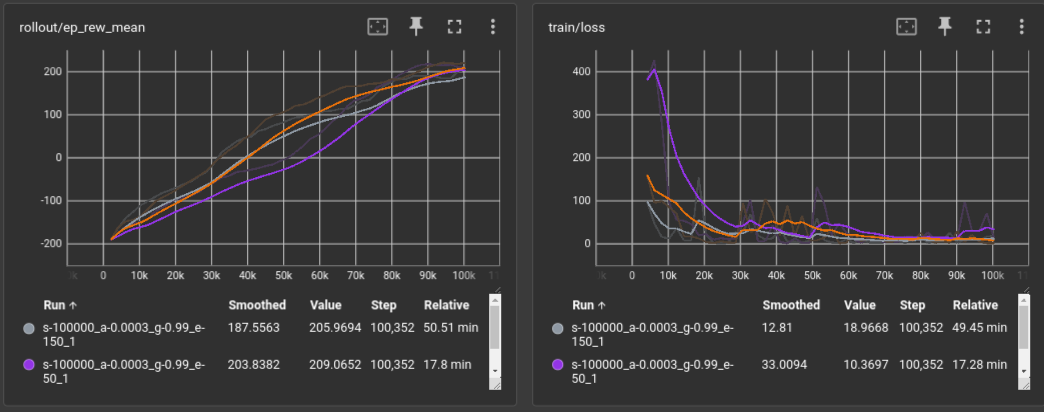 rollout/ep_rew_mean
200
100
0
-100
-200
0 10k 20k 30k 40k 50k 60k 70k 80k 90k 100k
Run ↑ Smoothed Value Step Relative
s-100000_a-0.0003_g-0.99_e-
150_1 187.5563 205.9694 100,352 50.51 min
s-100000_a-0.0003_g-0.99_e-
50_1 203.8382 209.0652 100,352 17.8 min
train/loss
400
300
200
100
0
0 10k 20k 30k 40k 50k 60k 70k 80k 90k 100k
Run ↑ Smoothed Value Step Relative
s-100000_a-0.0003_g-0.99_e-
150_1 12.81 18.9668 100,352 49.45 min
s-100000_a-0.0003_g-0.99_e-
50_1 33.0094 10.3697 100,352 17.28 min